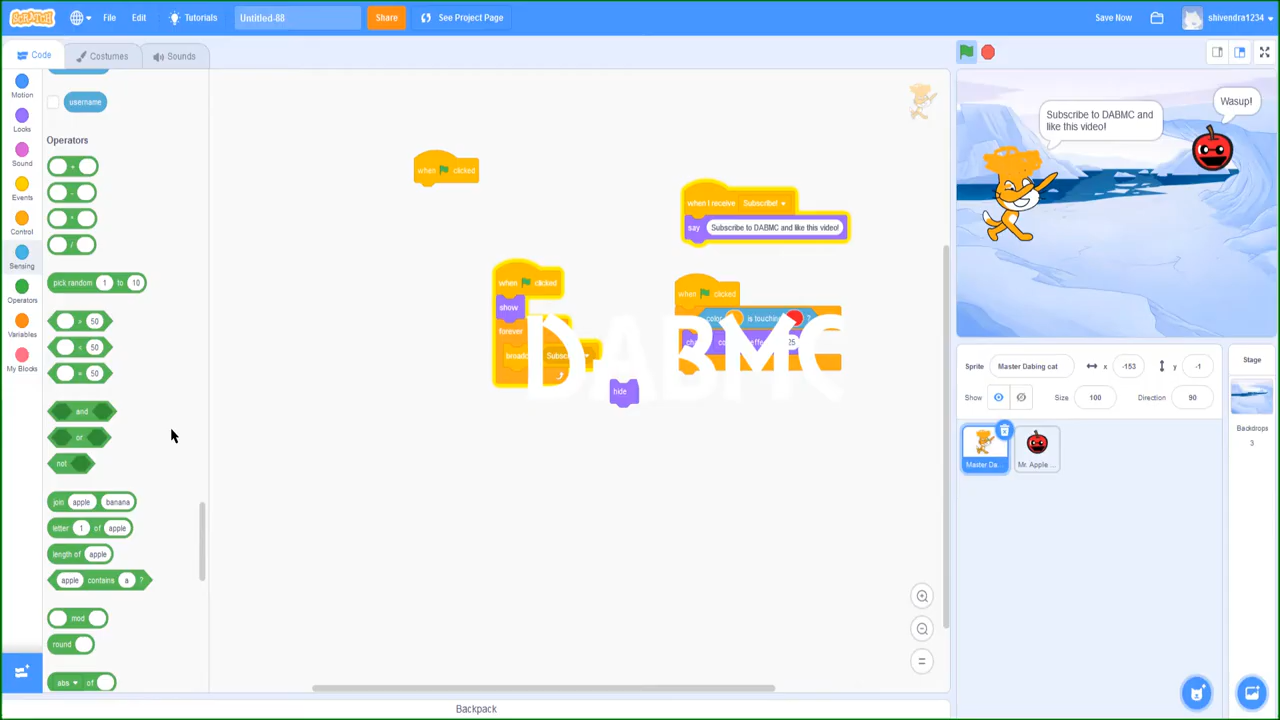 SCRATCH File Edit Tutorials Untitled-88 Share See Project Page Save Now shivendra1234
Code Costumes Sounds
Motion
Looks
Sound
Events
Control
Sensing
Operators
Variables
My Blocks
username
Operators
+
-
*
/
pick random 1 to 10
> 50
< 50
= 50
and
or
not
join apple banana
letter 1 of apple
length of apple
apple contains a ?
mod
round
abs of
when clicked
when I receive Subscribe!
say Subscribe to DABMC and like this video!
when clicked
show
forever
when clicked
is touching ?
25
hide
DABMC
Subscribe to DABMC and
like this video!
Wasup!
Sprite Master Dabing cat x -153 y -1
Show Size 100 Direction 90
Master Da...
Mr. Apple ...
Stage
Backdrops
3
Backpack